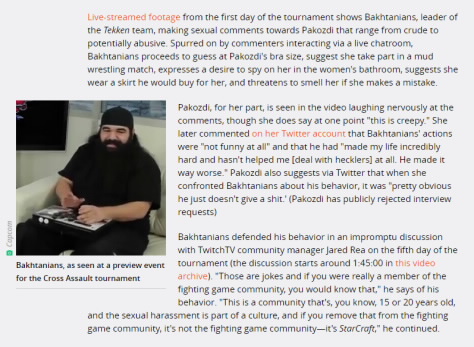 Live-streamed footage from the first day of the tournament shows Bakhtanians, leader of
the Tekken team, making sexual comments towards Pakozdi that range from crude to
potentially abusive. Spurred on by commenters interacting via a live chatroom,
Bakhtanians proceeds to guess at Pakozdi's bra size, suggest she take part in a mud
wrestling match, expresses a desire to spy on her in the women's bathroom, suggests she
wear a skirt he would buy for her, and threatens to smell her if she makes a mistake.
Pakozdi, for her part, is seen in the video laughing nervously at the
comments, though she does say at one point "this is creepy." She
later commented on her Twitter account that Bakhtanians' actions
were "not funny at all" and that he had "made my life incredibly
hard and hasn't helped me [deal with hecklers] at all. He made it
way worse." Pakozdi also suggests via Twitter that when she
confronted Bakhtanians about his behavior, it was "pretty obvious
he just doesn't give a shit.' (Pakozdi has publicly rejected interview
requests)
Capcom
Bakhtanians, as seen at a preview event
for the Cross Assault tournament
Bakhtanians defended his behavior in an impromptu discussion
with TwitchTV community manager Jared Rea on the fifth day of the
tournament (the discussion starts around 1:45:00 in this video
archive). "Those are jokes and if you were really a member of the
fighting game community, you would know that," he says of his
behavior. "This is a community that's, you know, 15 or 20 years old,
and the sexual harassment is part of a culture, and if you remove that from the fighting
game community, it's not the fighting game community—it's StarCraft," he continued.